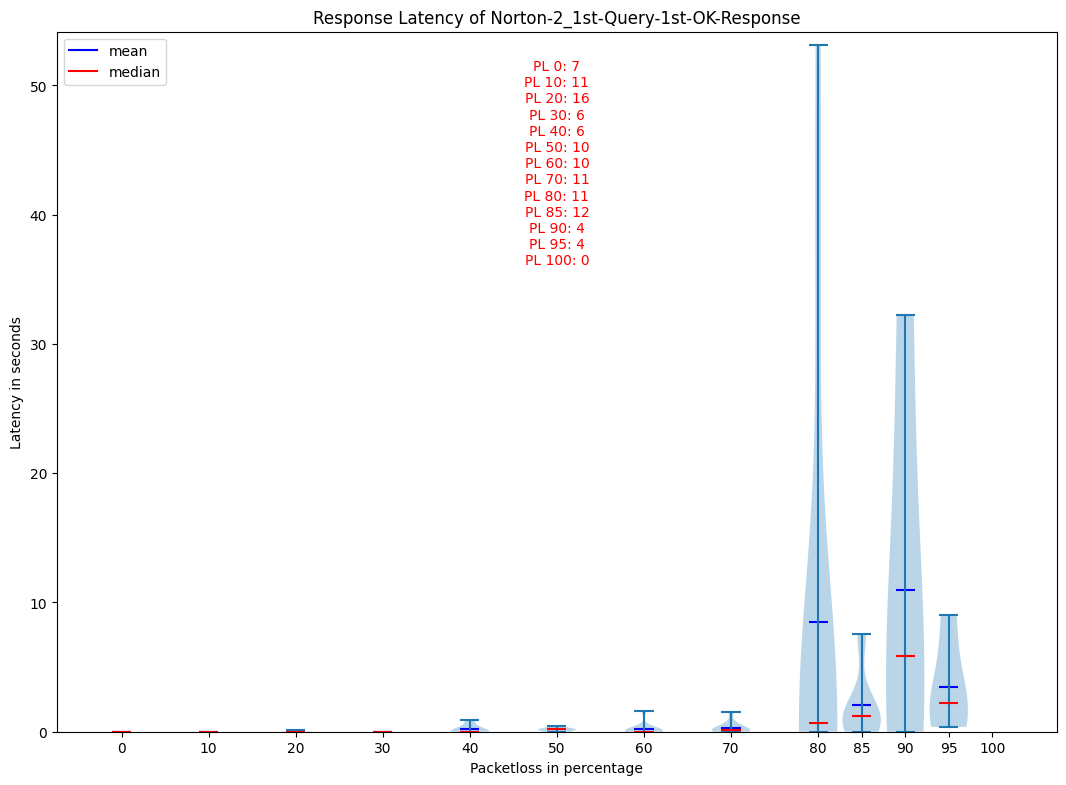 Response Latency of Norton-2_1st-Query-1st-OK-Response
mean
median
PL 0: 7
PL 10: 11
PL 20: 16
PL 30: 6
PL 40: 6
PL 50: 10
PL 60: 10
PL 70: 11
PL 80: 11
PL 85: 12
PL 90: 4
PL 95: 4
PL 100: 0
Latency in seconds
50
40
30
20
10
0
0 10 20 30 40 50 60 70 80 85 90 95 100
Packetloss in percentage